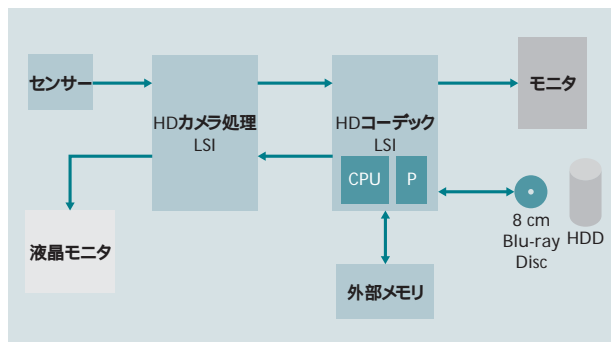 センサー
HDカメラ処理
LSI
HDコーデック
LSI
CPU
P
モニタ
液晶モニタ
外部メモリ
8 cm
Blu-ray
Disc
HDD